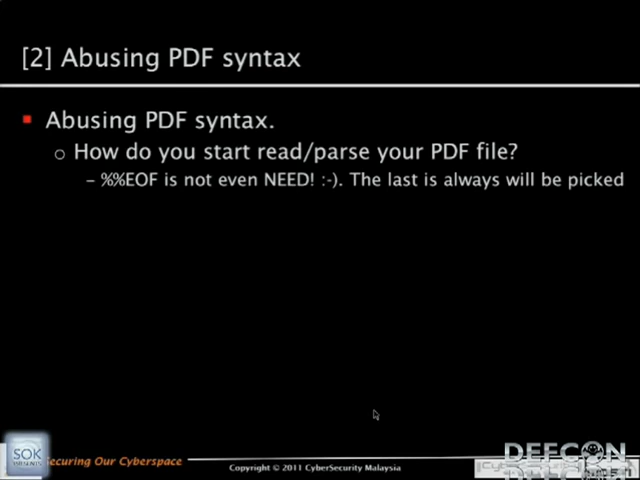 [2] Abusing PDF syntax
Abusing PDF syntax.
How do you start read/parse your PDF file?
– %%EOF is not even NEED! :-). The last is always will be picked
SOK
PRESENTS
ecuring Our Cyberspace
Copyright © 2011 CyberSecurity Malaysia
DEFCON